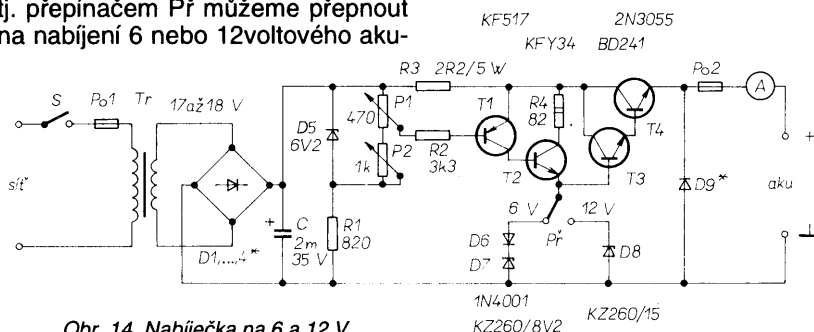 tj. přepínačem Př můžeme přepnout
na nabíjení 6 nebo 12voltového aku-
KF517
2N3055
KFY34
BD241
S
Po1
Tr
17až18 V
R3
2R2/5 W
T1
R4
82
Po2
A
D5
6V2
470
P1
1k
P2
R2
3k3
T2
T3
T4
síť
D1,...,4*
+
C
2m
35 V
R1
820
6 V
Př
12 V
D6
D7
D8
D9*
+
aku
1N4001
KZ260/8V2
KZ260/15
Obr. 14. Nabíječka na 6 a 12 V